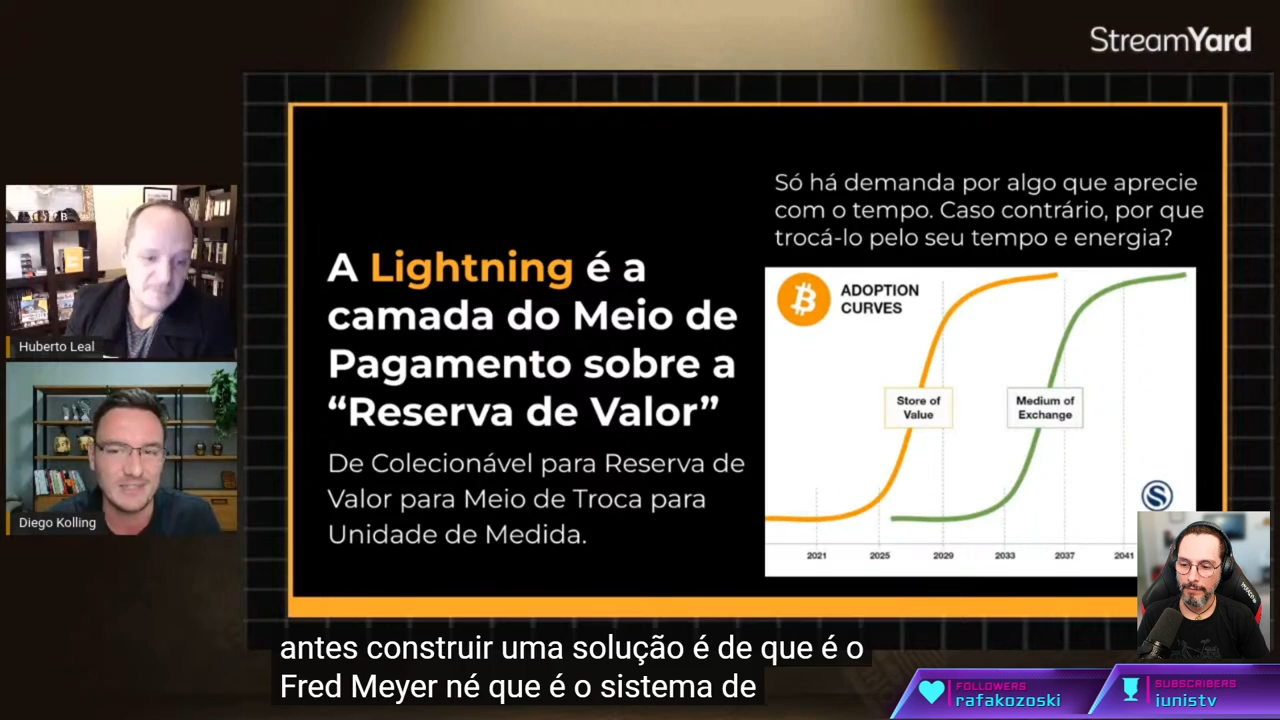 StreamYard
Só há demanda por algo que aprecie
com o tempo. Caso contrário, por que
trocá-lo pelo seu tempo e energia?
A Lightning é a
camada do Meio de
Pagamento sobre a
“Reserva de Valor”
De Colecionável para Reserva de
Valor para Meio de Troca para
Unidade de Medida.
ADOPTION
CURVES
Store of
Value
Medium of
Exchange
2021 2025 2029 2033 2037 2041
Huberto Leal
Diego Kolling
antes construir uma solução é de que é o
Fred Meyer né que é o sistema de
FOLLOWERS
rafakozoski
SUBSCRIBERS
junistv